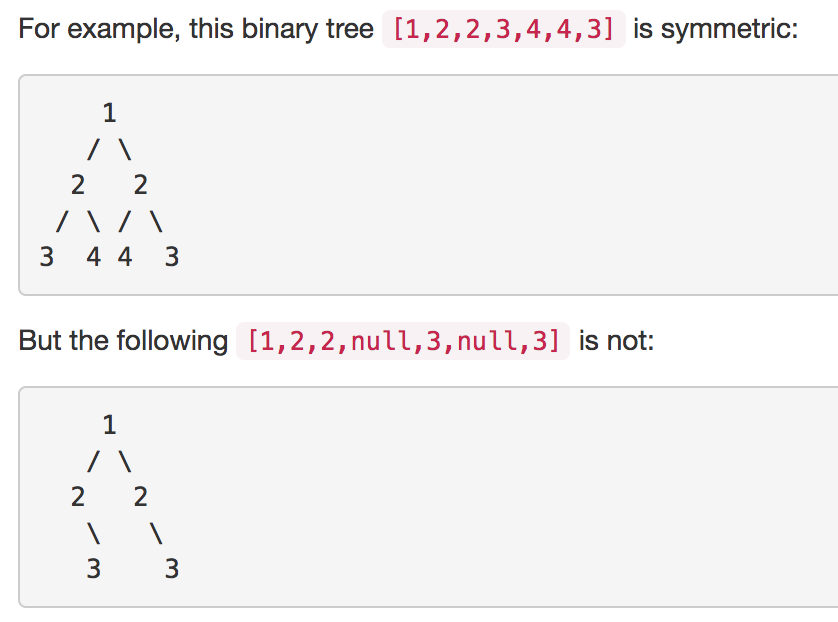 For example, this binary tree [1,2,2,3,4,4,3] is symmetric:
    1
   / \
  2   2
 / \ / \
3  4 4  3
But the following [1,2,2,null,3,null,3] is not:
    1
   / \
  2   2
   \   \
   3    3